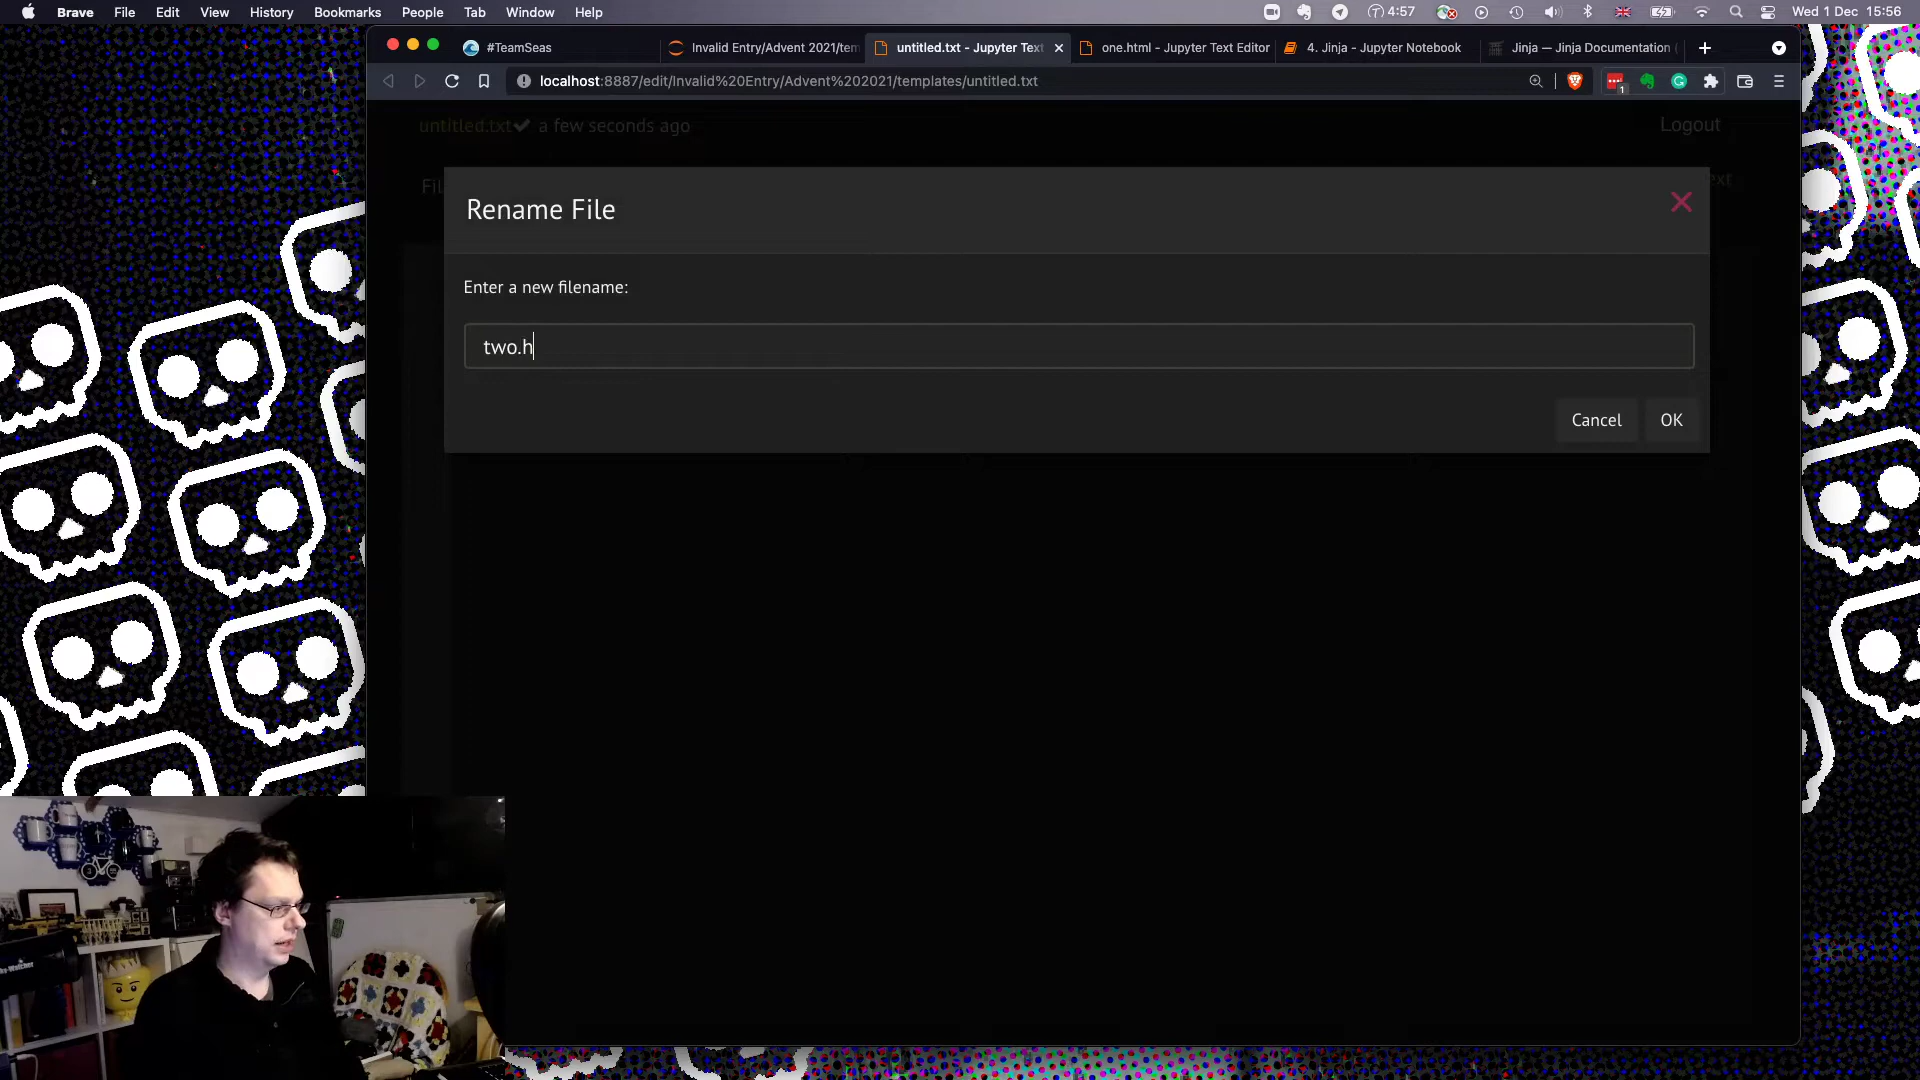 Brave File Edit View History Bookmarks People Tab Window Help 4:57 Wed 1 Dec 15:56
#TeamSeas Invalid Entry/Advent 2021/tem untitled.txt - Jupyter Text one.html - Jupyter Text Editor 4. Jinja - Jupyter Notebook Jinja — Jinja Documentation (
localhost:8887/edit/Invalid%20Entry/Advent%202021/templates/untitled.txt 1
untitled.txt a few seconds ago Logout
Fil ext
Rename File
Enter a new filename:
two.h
Cancel OK